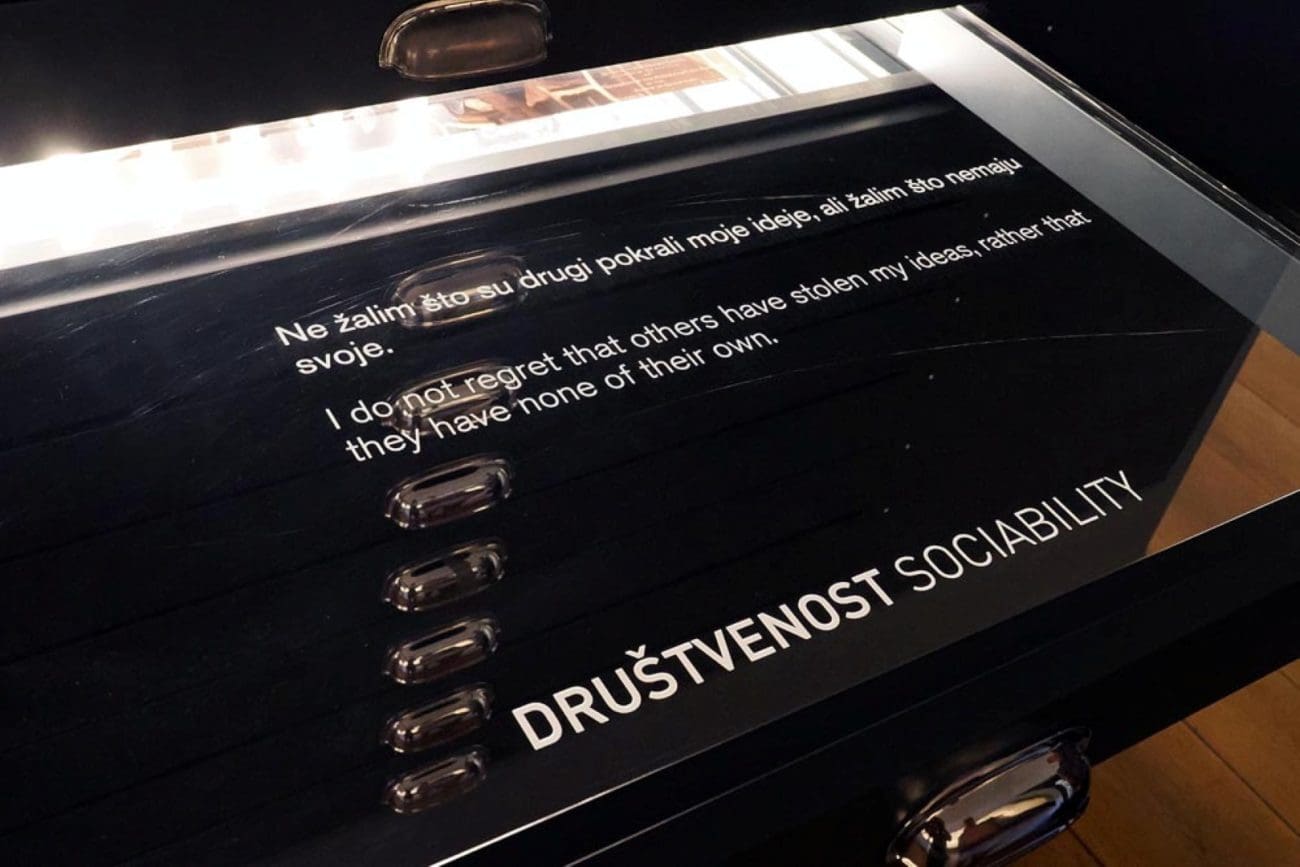 Ne žalim što su drugi pokrali moje ideje, ali žalim što nemaju
svoje.
I do not regret that others have stolen my ideas, rather that
they have none of their own.
DRUŠTVENOST SOCIABILITY